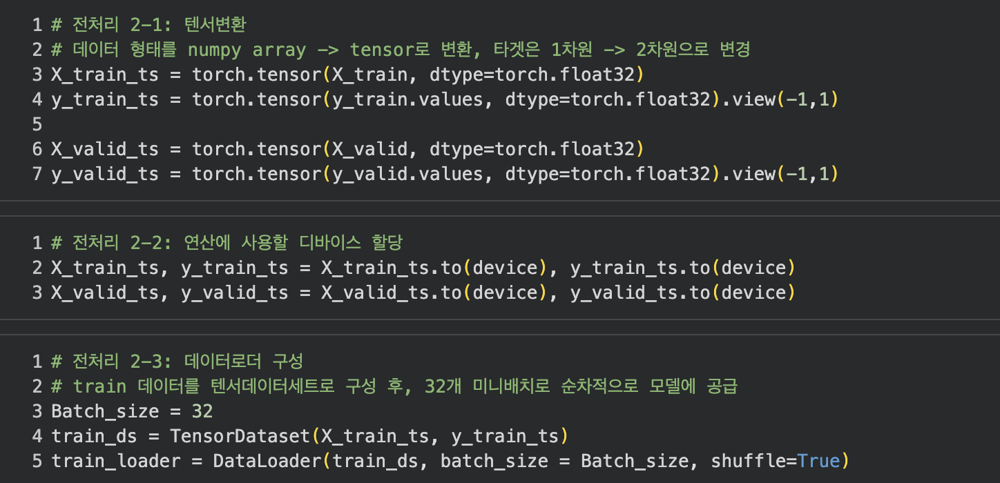 1 # 전처리 2-1: 텐서변환
2 # 데이터 형태를 numpy array -> tensor로 변환, 타겟은 1차원 -> 2차원으로 변경
3 X_train_ts = torch.tensor(X_train, dtype=torch.float32)
4 y_train_ts = torch.tensor(y_train.values, dtype=torch.float32).view(-1,1)
5
6 X_valid_ts = torch.tensor(X_valid, dtype=torch.float32)
7 y_valid_ts = torch.tensor(y_valid.values, dtype=torch.float32).view(-1,1)
1 # 전처리 2-2: 연산에 사용할 디바이스 할당
2 X_train_ts, y_train_ts = X_train_ts.to(device), y_train_ts.to(device)
3 X_valid_ts, y_valid_ts = X_valid_ts.to(device), y_valid_ts.to(device)
1 # 전처리 2-3: 데이터로더 구성
2 # train 데이터를 텐서데이터세트로 구성 후, 32개 미니배치로 순차적으로 모델에 공급
3 Batch_size = 32
4 train_ds = TensorDataset(X_train_ts, y_train_ts)
5 train_loader = DataLoader(train_ds, batch_size = Batch_size, shuffle=True)